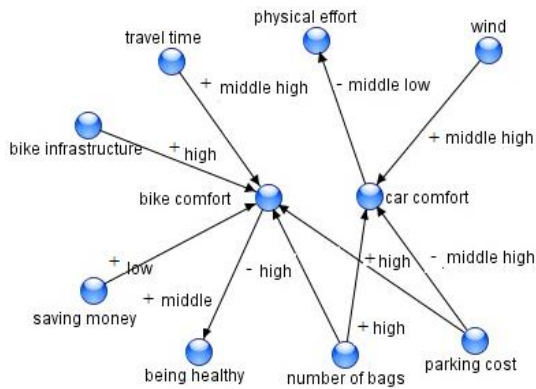 physical effort
wind
travel time
+ middle high
- middle low
+ middle high
bike infrastructure
+ high
bike comfort
car comfort
+ low
- high
+ high
- middle high
saving money
+ middle
+ high
being healthy
number of bags
parking cost